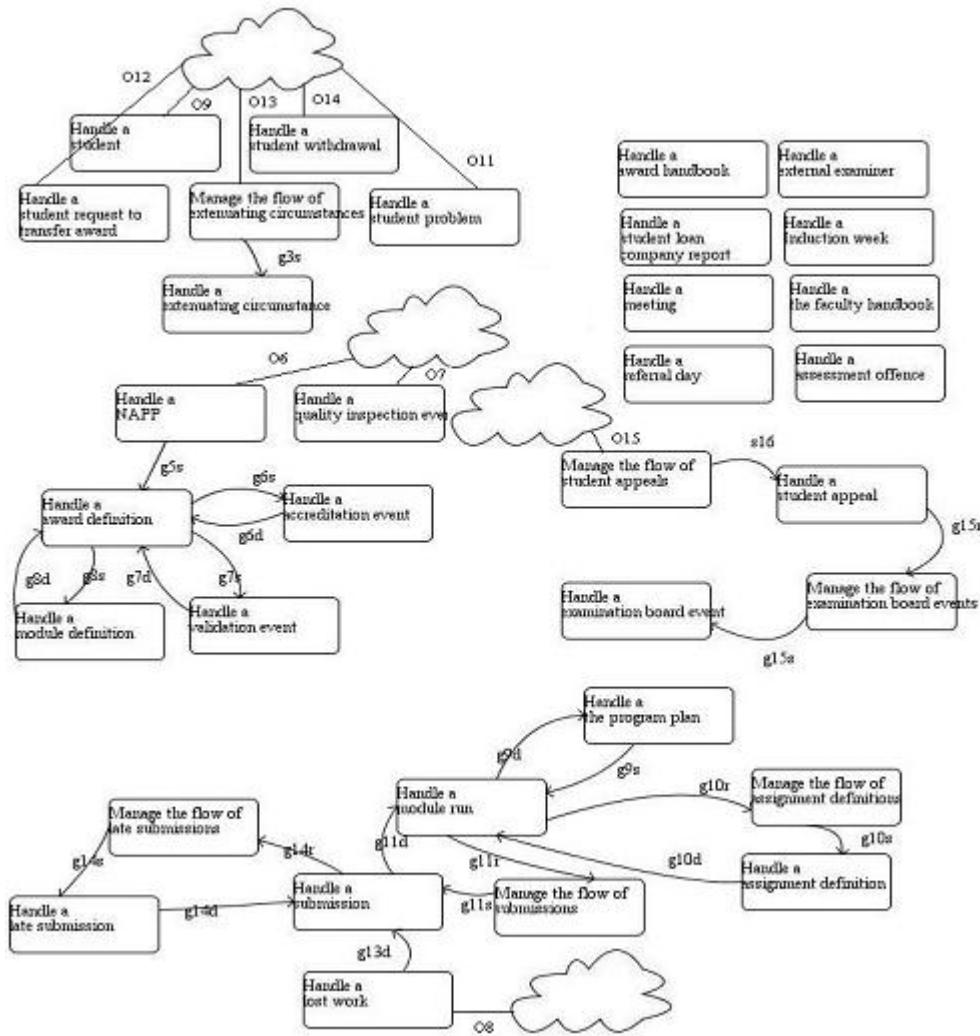 O12
O9
O13
O14
O11
Handle a
student
Handle a
student withdrawal
Handle a
student request to
transfer award
Manage the flow of
extenuating circumstances
Handle a
student problem
g3s
Handle a
extenuating circumstance
Handle a
award handbook
Handle a
external examiner
Handle a
student loan
company report
Handle a
induction week
Handle a
meeting
Handle a
the faculty handbook
Handle a
referral day
Handle a
assessment offence
O6
O7
Handle a
NAPP
Handle a
quality inspection even
O15
Manage the flow of
student appeals
s16
Handle a
student appeal
g5s
Handle a
award definition
g6s
g6d
Handle a
accreditation event
g8d
g8s
g7d
g7s
Handle a
module definition
Handle a
validation event
g15r
Handle a
examination board event
Manage the flow of
examination board events
g15s
Handle a
the program plan
g9d
g9s
Handle a
module run
g10r
Manage the flow of
assignment definitions
g10s
g10d
Handle a
assignment definition
Manage the flow of
late submissions
g14s
g14r
g11d
g11r
Handle a
submission
g11s
Manage the flow of
submissions
Handle a
late submission
g14d
g13d
Handle a
lost work
O8